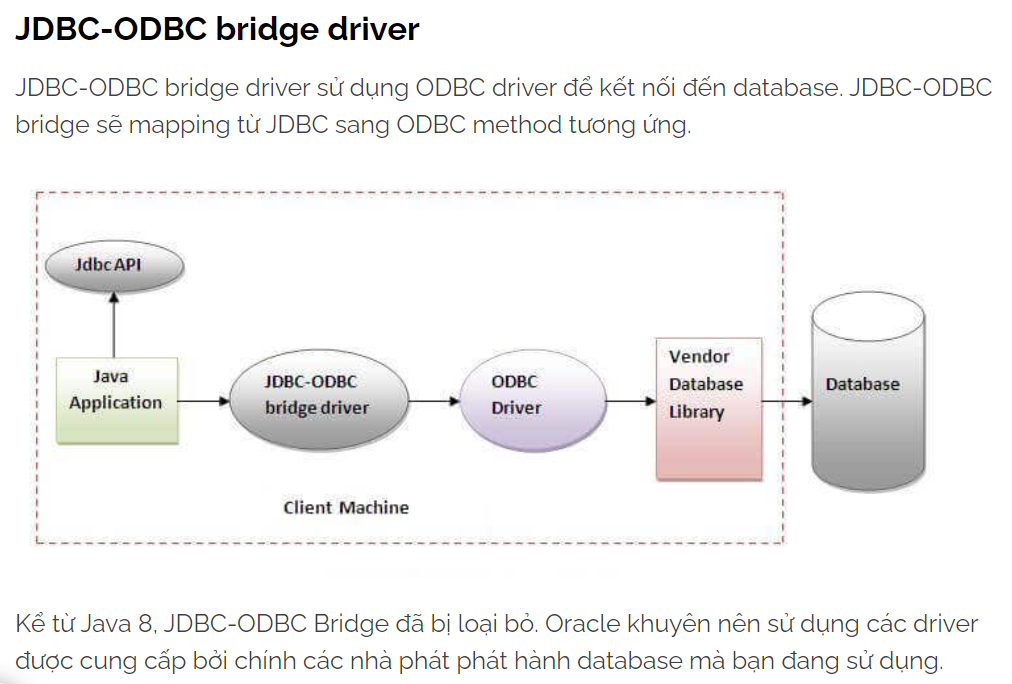 JDBC-ODBC bridge driver
JDBC-ODBC bridge driver sử dụng ODBC driver để kết nối đến database. JDBC-ODBC
bridge sẽ mapping từ JDBC sang ODBC method tương ứng.
Jdbc API
Java
Application
JDBC-ODBC
bridge driver
ODBC
Driver
Vendor
Database
Library
Database
Client Machine
Kể từ Java 8, JDBC-ODBC Bridge đã bị loại bỏ. Oracle khuyên nên sử dụng các driver
được cung cấp bởi chính các nhà phát phát hành database mà bạn đang sử dụng.